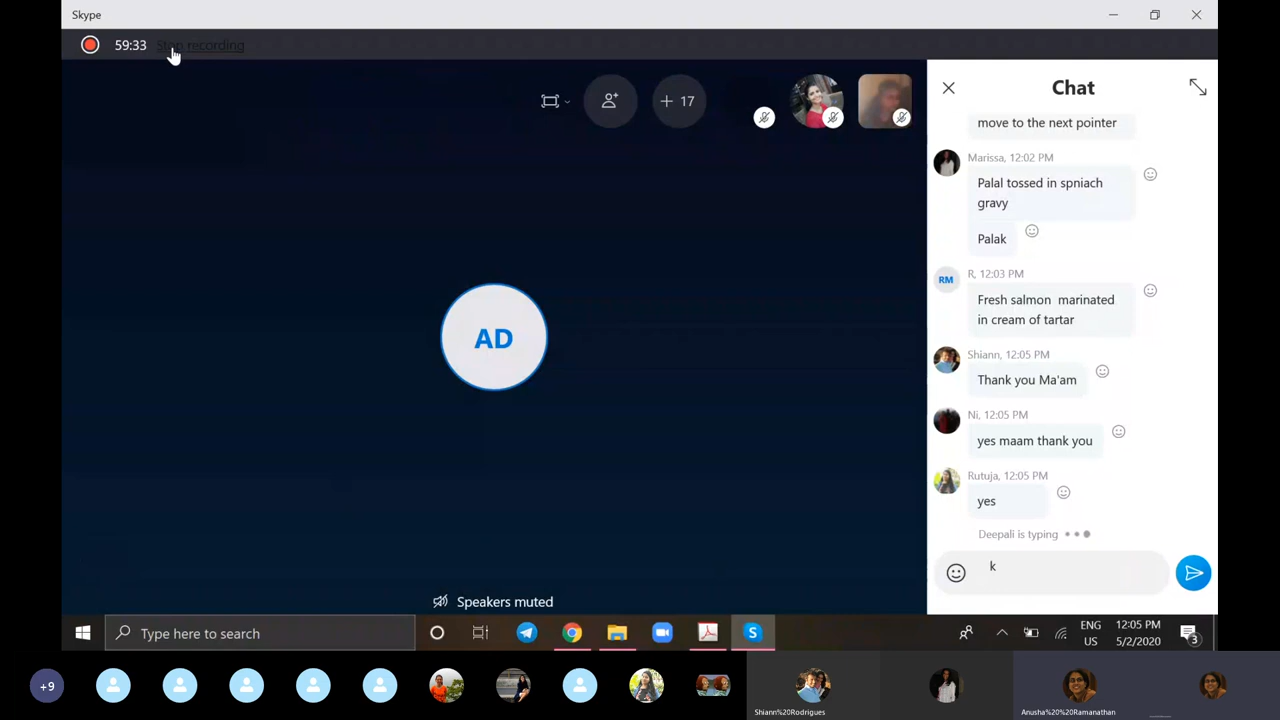 Skype
59:33 Stop recording
+ 17
Chat
move to the next pointer
Marissa, 12:02 PM
Palal tossed in spniach
gravy
Palak
RM
R, 12:03 PM
Fresh salmon marinated
in cream of tartar
Shiann, 12:05 PM
Thank you Ma'am
Ni, 12:05 PM
yes maam thank you
Rutuja, 12:05 PM
yes
Deepali is typing
k
AD
Speakers muted
Type here to search
ENG
US
12:05 PM
5/2/2020
3
+9
Shiann%20Rodrigues
Anusha%20%20Ramanathan